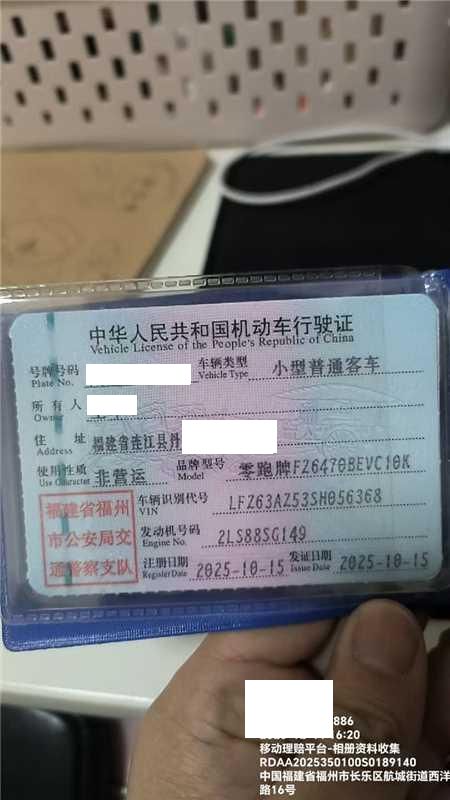 中华人民共和国机动车行驶证
Vehicle License of the People's Republic of China
号牌号码
Plate No.
车辆类型
Vehicle Type
小型普通客车
所有人
Owner
住址
Address
福建省连江县丹
使用性质
Use Character
非营运
品牌型号
Model
零跑牌FZ6470BEVC10K
福建省福州
市公安局交
通警察支队
车辆识别代号
VIN
LFZ63AZ53SH056368
发动机号码
Engine No.
2LS88SG149
注册日期
Register Date
2025-10-15
发证日期
Issue Date
2025-10-15
886
16:20
移动理赔平台-相册资料收集
RDAA2025350100S0189140
中国福建省福州市长乐区航城街道西洋
路16号